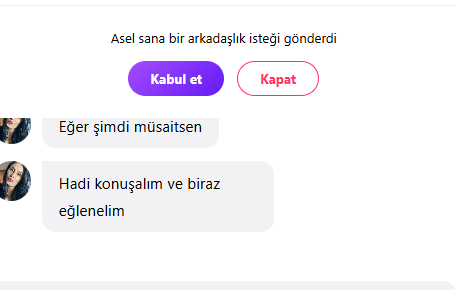 Asel sana bir arkadaşlık isteği gönderdi
Kabul et
Kapat
Eğer şimdi müsaitsen
Hadi konuşalım ve biraz
eğlenelim